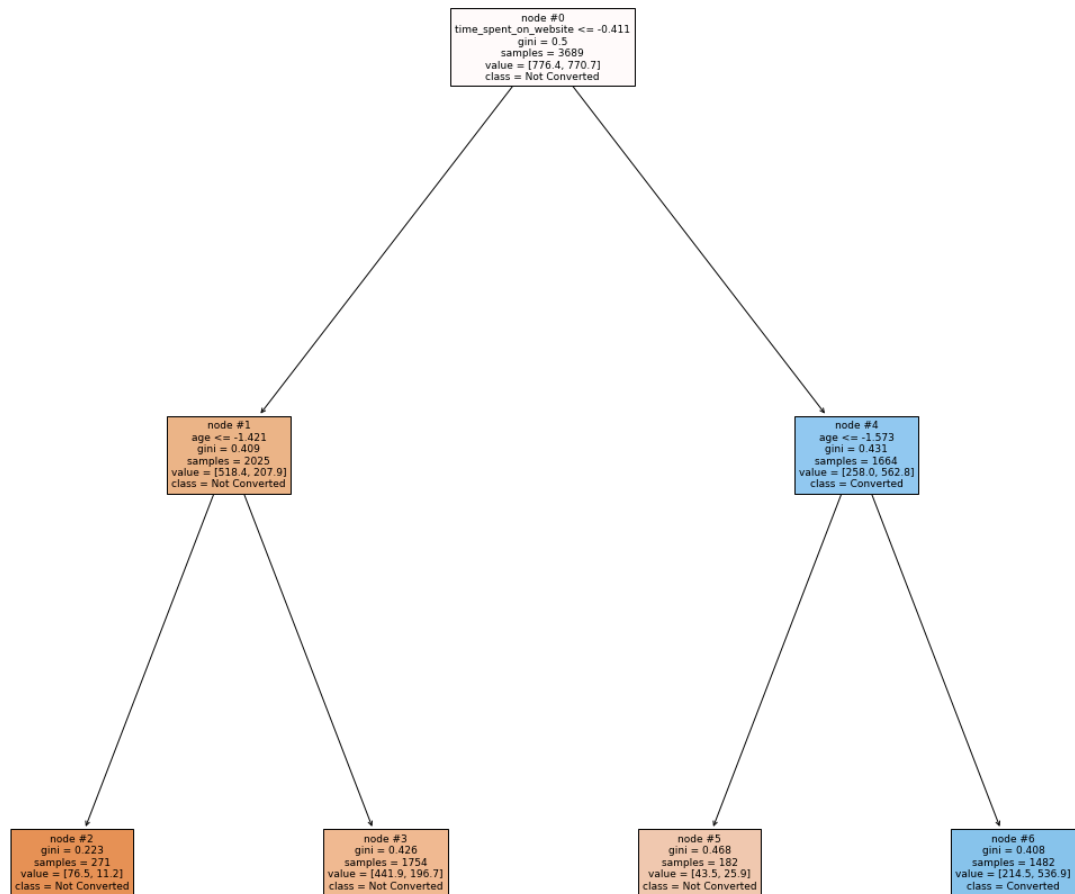 node #0
time_spent_on_website <= -0.411
gini = 0.5
samples = 3689
value = [776.4, 770.7]
class = Not Converted
node #1
age <= -1.421
gini = 0.409
samples = 2025
value = [518.4, 207.9]
class = Not Converted
node #4
age <= -1.573
gini = 0.431
samples = 1664
value = [258.0, 562.8]
class = Converted
node #2
gini = 0.223
samples = 271
value = [76.5, 11.2]
class = Not Converted
node #3
gini = 0.426
samples = 1754
value = [441.9, 196.7]
class = Not Converted
node #5
gini = 0.468
samples = 182
value = [43.5, 25.9]
class = Not Converted
node #6
gini = 0.408
samples = 1482
value = [214.5, 536.9]
class = Converted